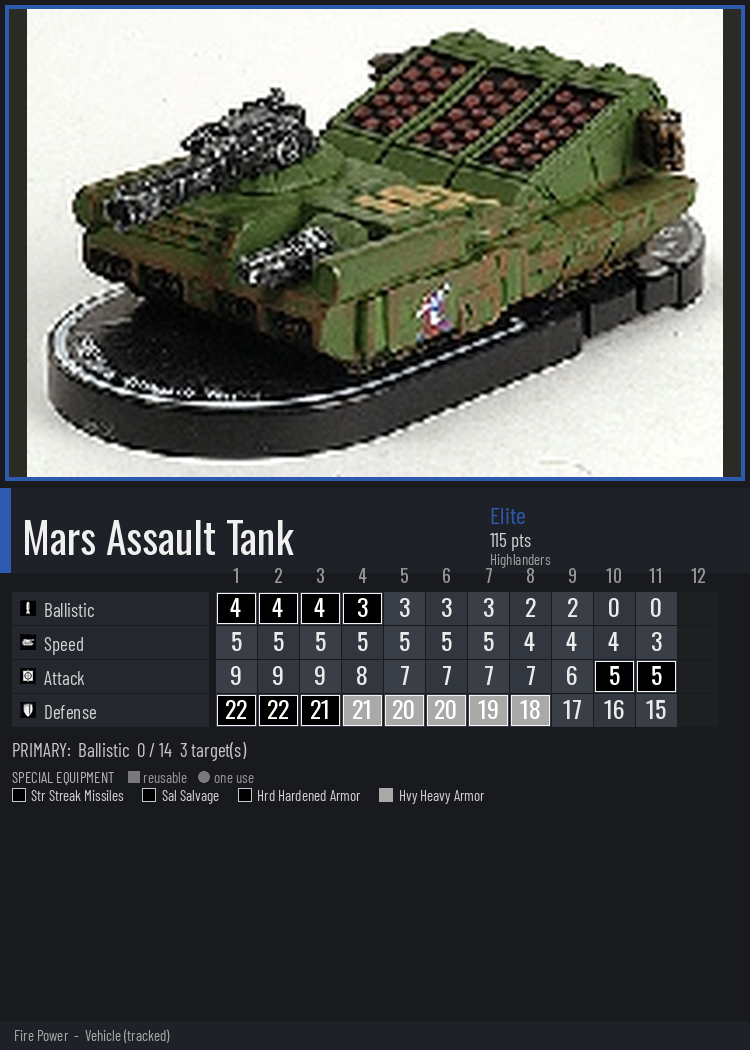 Mars Assault Tank
Elite
115 pts
Highlanders
1 2 3 4 5 6 7 8 9 10 11 12
Ballistic 4 4 4 3 3 3 3 2 2 0 0
Speed 5 5 5 5 5 5 5 4 4 4 3
Attack 9 9 9 8 7 7 7 7 6 5 5
Defense 22 22 21 21 20 20 19 18 17 16 15
PRIMARY: Ballistic 0 / 14 3 target(s)
SPECIAL EQUIPMENT reusable one use
Str Streak Missiles Sal Salvage Hrd Hardened Armor Hvy Heavy Armor
Fire Power - Vehicle (tracked)